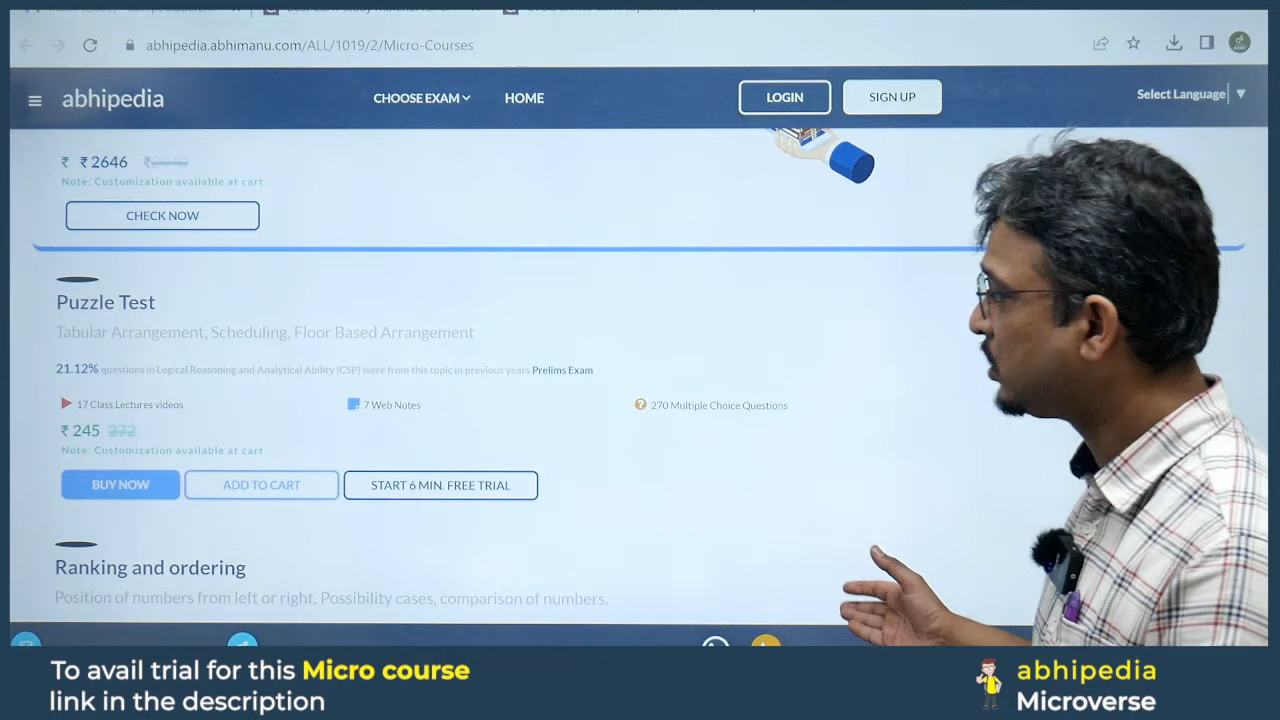 abhipedia.abhimanu.com/ALL/1019/2/Micro-Courses
abhipedia
CHOOSE EXAM
HOME
LOGIN
SIGN UP
Select Language
₹ ₹ 2646
Note: Customization available at cart
CHECK NOW
Puzzle Test
Tabular Arrangement, Scheduling, Floor Based Arrangement
21.12% questions in Logical Reasoning and Analytical Ability (CSP) were from this topic in previous years Prelims Exam
17 Class Lectures videos
7 Web Notes
270 Multiple Choice Questions
₹ 245 272
Note: Customization available at cart
BUY NOW
ADD TO CART
START 6 MIN. FREE TRIAL
Ranking and ordering
Position of numbers from left or right, Possibility cases, comparison of numbers.
To avail trial for this Micro course
link in the description
abhipedia
Microverse